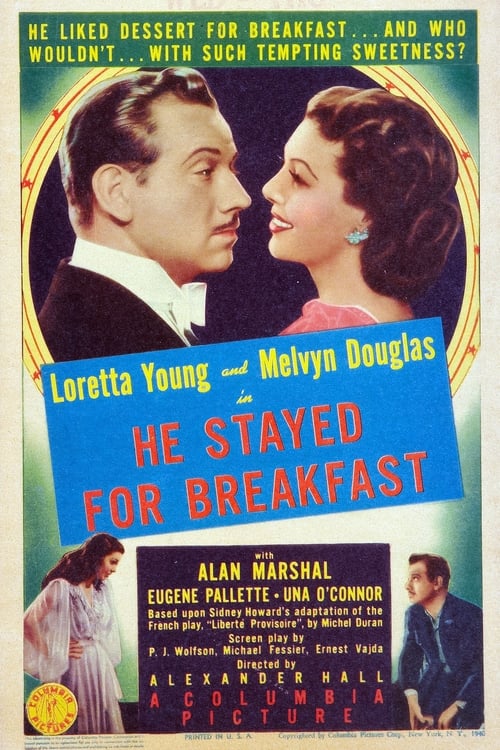 HE LIKED DESSERT FOR BREAKFAST...AND WHO
WOULDN'T...WITH SUCH TEMPTING SWEETNESS?
Loretta Young and Melvyn Douglas
in
HE STAYED
FOR BREAKFAST
with
ALAN MARSHAL
EUGENE PALLETTE · UNA O'CONNOR
Based upon Sidney Howard's adaptation of the
French play, "Liberté Provisoire", by Michel Duran
Screen play by
P. J. Wolfson, Michael Fessier, Ernest Vajda
Directed by
ALEXANDER HALL
A COLUMBIA
PICTURE
COLUMBIA
PICTURES
PRINTED IN U.S.A.
Copyrighted by Columbia Pictures Corp., New York, N.Y., 1940